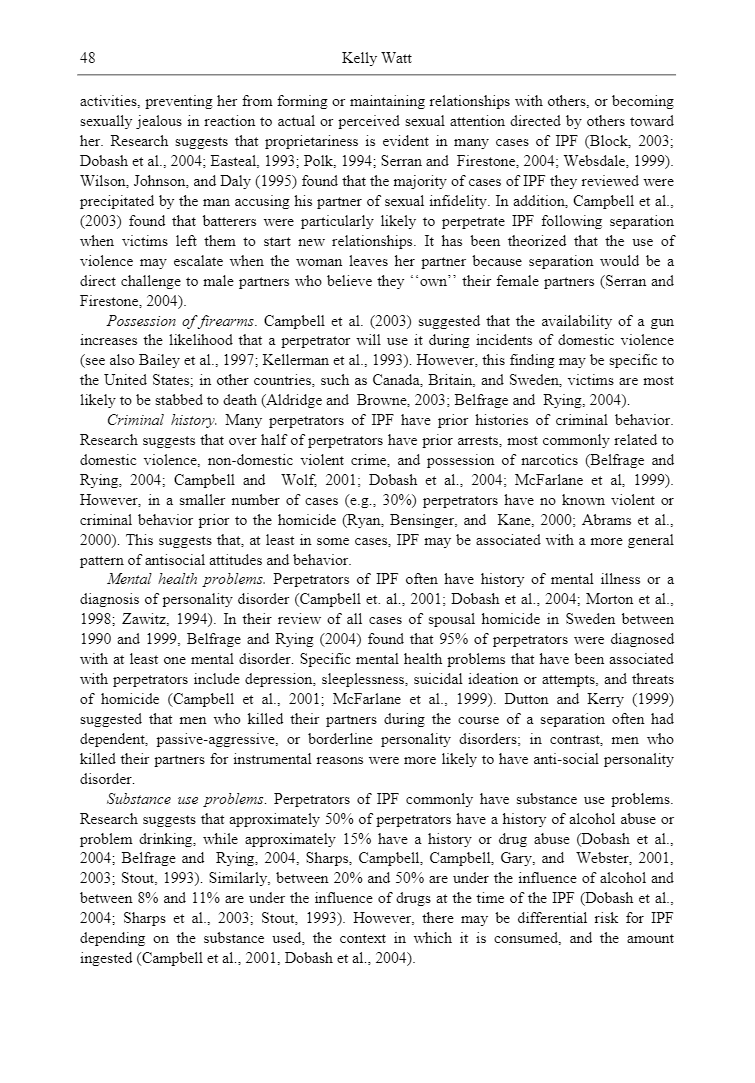 48
Kelly Watt
activities, preventing her from forming or maintaining relationships with others, or becoming
sexually jealous in reaction to actual or perceived sexual attention directed by others toward
her. Research suggests that proprietariness is evident in many cases of IPF (Block, 2003;
Dobash et al., 2004; Easteal, 1993; Polk, 1994; Serran and Firestone, 2004; Websdale, 1999).
Wilson, Johnson, and Daly (1995) found that the majority of cases of IPF they reviewed were
precipitated by the man accusing his partner of sexual infidelity. In addition, Campbell et al.,
(2003) found that batterers were particularly likely to perpetrate IPF following separation
when victims left them to start new relationships. It has been theorized that the use of
violence may escalate when the woman leaves her partner because separation would be a
direct challenge to male partners who believe they ‘‘own’’ their female partners (Serran and
Firestone, 2004).
Possession of firearms. Campbell et al. (2003) suggested that the availability of a gun
increases the likelihood that a perpetrator will use it during incidents of domestic violence
(see also Bailey et al., 1997; Kellerman et al., 1993). However, this finding may be specific to
the United States; in other countries, such as Canada, Britain, and Sweden, victims are most
likely to be stabbed to death (Aldridge and Browne, 2003; Belfrage and Rying, 2004).
Criminal history. Many perpetrators of IPF have prior histories of criminal behavior.
Research suggests that over half of perpetrators have prior arrests, most commonly related to
domestic violence, non-domestic violent crime, and possession of narcotics (Belfrage and
Rying, 2004; Campbell and Wolf, 2001; Dobash et al., 2004; McFarlane et al, 1999).
However, in a smaller number of cases (e.g., 30%) perpetrators have no known violent or
criminal behavior prior to the homicide (Ryan, Bensinger, and Kane, 2000; Abrams et al.,
2000). This suggests that, at least in some cases, IPF may be associated with a more general
pattern of antisocial attitudes and behavior.
Mental health problems. Perpetrators of IPF often have history of mental illness or a
diagnosis of personality disorder (Campbell et. al., 2001; Dobash et al., 2004; Morton et al.,
1998; Zawitz, 1994). In their review of all cases of spousal homicide in Sweden between
1990 and 1999, Belfrage and Rying (2004) found that 95% of perpetrators were diagnosed
with at least one mental disorder. Specific mental health problems that have been associated
with perpetrators include depression, sleeplessness, suicidal ideation or attempts, and threats
of homicide (Campbell et al., 2001; McFarlane et al., 1999). Dutton and Kerry (1999)
suggested that men who killed their partners during the course of a separation often had
dependent, passive-aggressive, or borderline personality disorders; in contrast, men who
killed their partners for instrumental reasons were more likely to have anti-social personality
disorder.
Substance use problems. Perpetrators of IPF commonly have substance use problems.
Research suggests that approximately 50% of perpetrators have a history of alcohol abuse or
problem drinking, while approximately 15% have a history or drug abuse (Dobash et al.,
2004; Belfrage and Rying, 2004, Sharps, Campbell, Campbell, Gary, and Webster, 2001,
2003; Stout, 1993). Similarly, between 20% and 50% are under the influence of alcohol and
between 8% and 11% are under the influence of drugs at the time of the IPF (Dobash et al.,
2004; Sharps et al., 2003; Stout, 1993). However, there may be differential risk for IPF
depending on the substance used, the context in which it is consumed, and the amount
ingested (Campbell et al., 2001, Dobash et al., 2004).